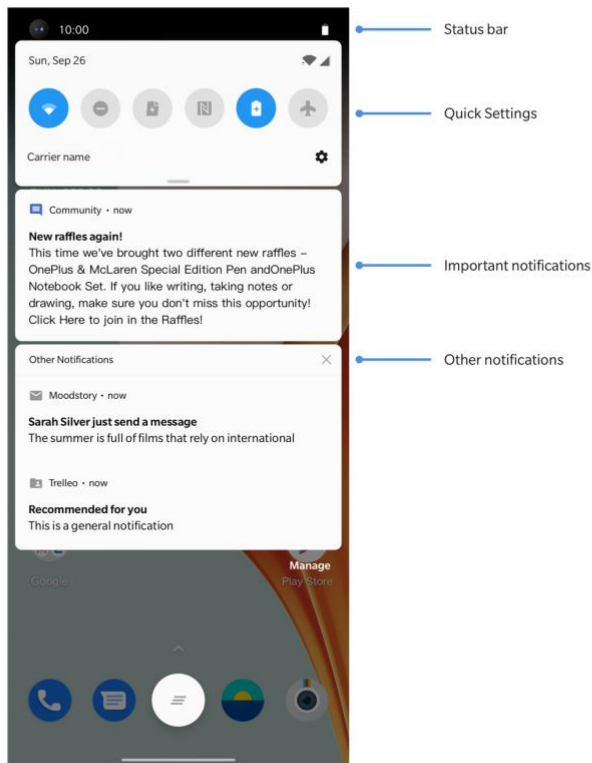 10:00
Status bar
Sun, Sep 26
Quick Settings
Carrier name
Community • now
New raffles again!
This time we've brought two different new raffles –
OnePlus & McLaren Special Edition Pen andOnePlus
Notebook Set. If you like writing, taking notes or
drawing, make sure you don't miss this opportunity!
Click Here to join in the Raffles!
Important notifications
Other Notifications
Other notifications
Moodstory • now
Sarah Silver just send a message
The summer is full of films that rely on international
Trelleo • now
Recommended for you
This is a general notification
Manage
Google
Play Store